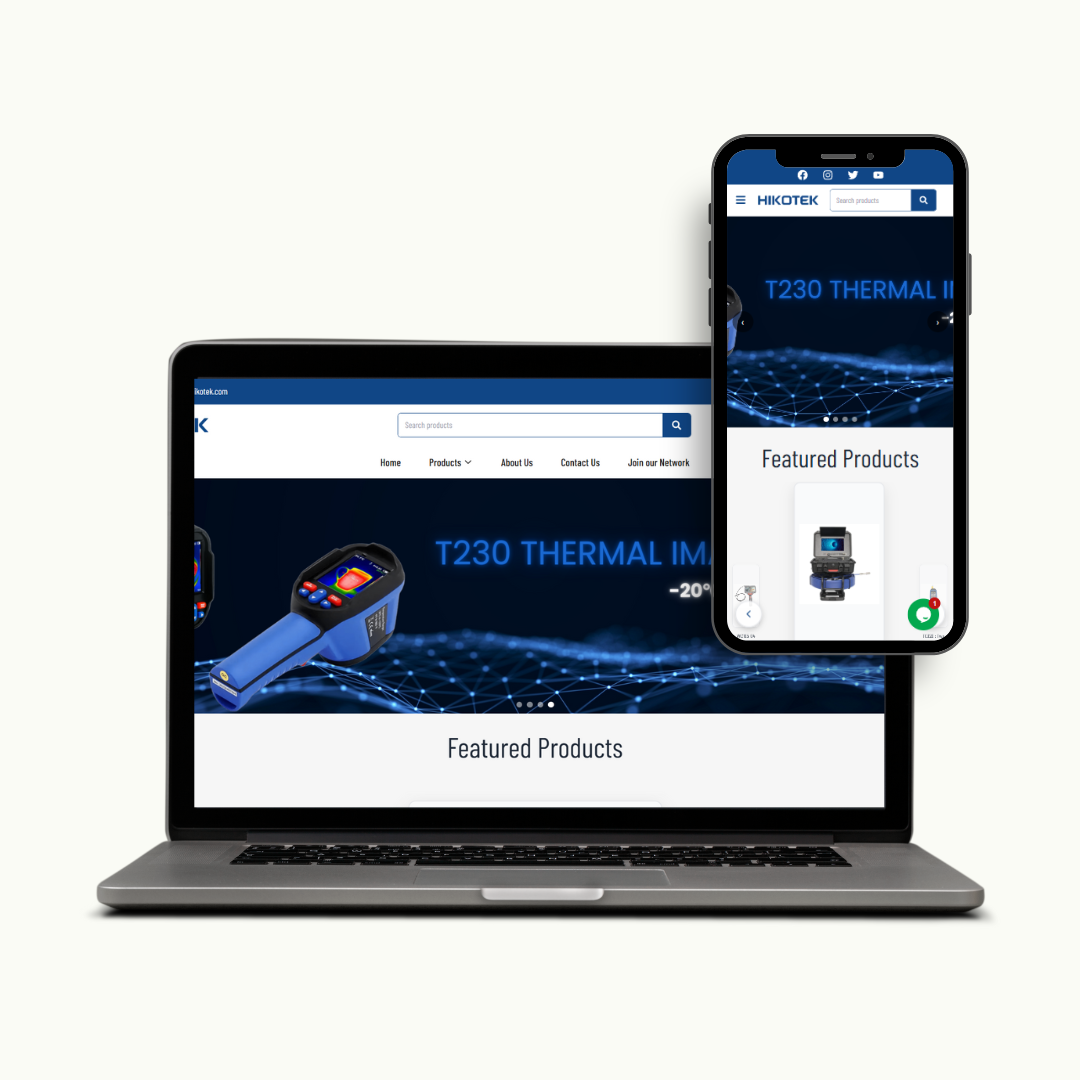 HIKOTEK
Search products
T230 THERMAL I
Featured Products
1
ikotek.com
K
Search products
Home
Products
About Us
Contact Us
Join our Network
T230 THERMAL IMA
-20°
Featured Products